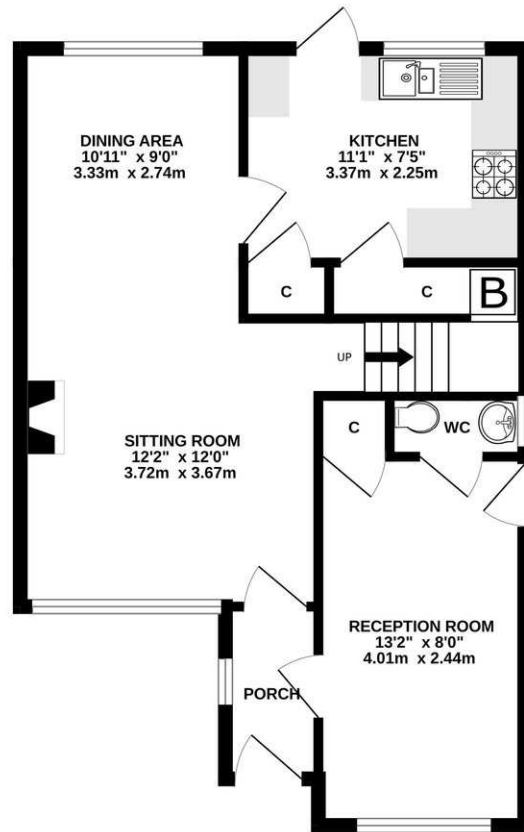 DINING AREA
10'11" x 9'0"
3.33m x 2.74m
KITCHEN
11'1" x 7'5"
3.37m x 2.25m
C
C
B
UP
C
WC
SITTING ROOM
12'2" x 12'0"
3.72m x 3.67m
RECEPTION ROOM
13'2" x 8'0"
4.01m x 2.44m
PORCH